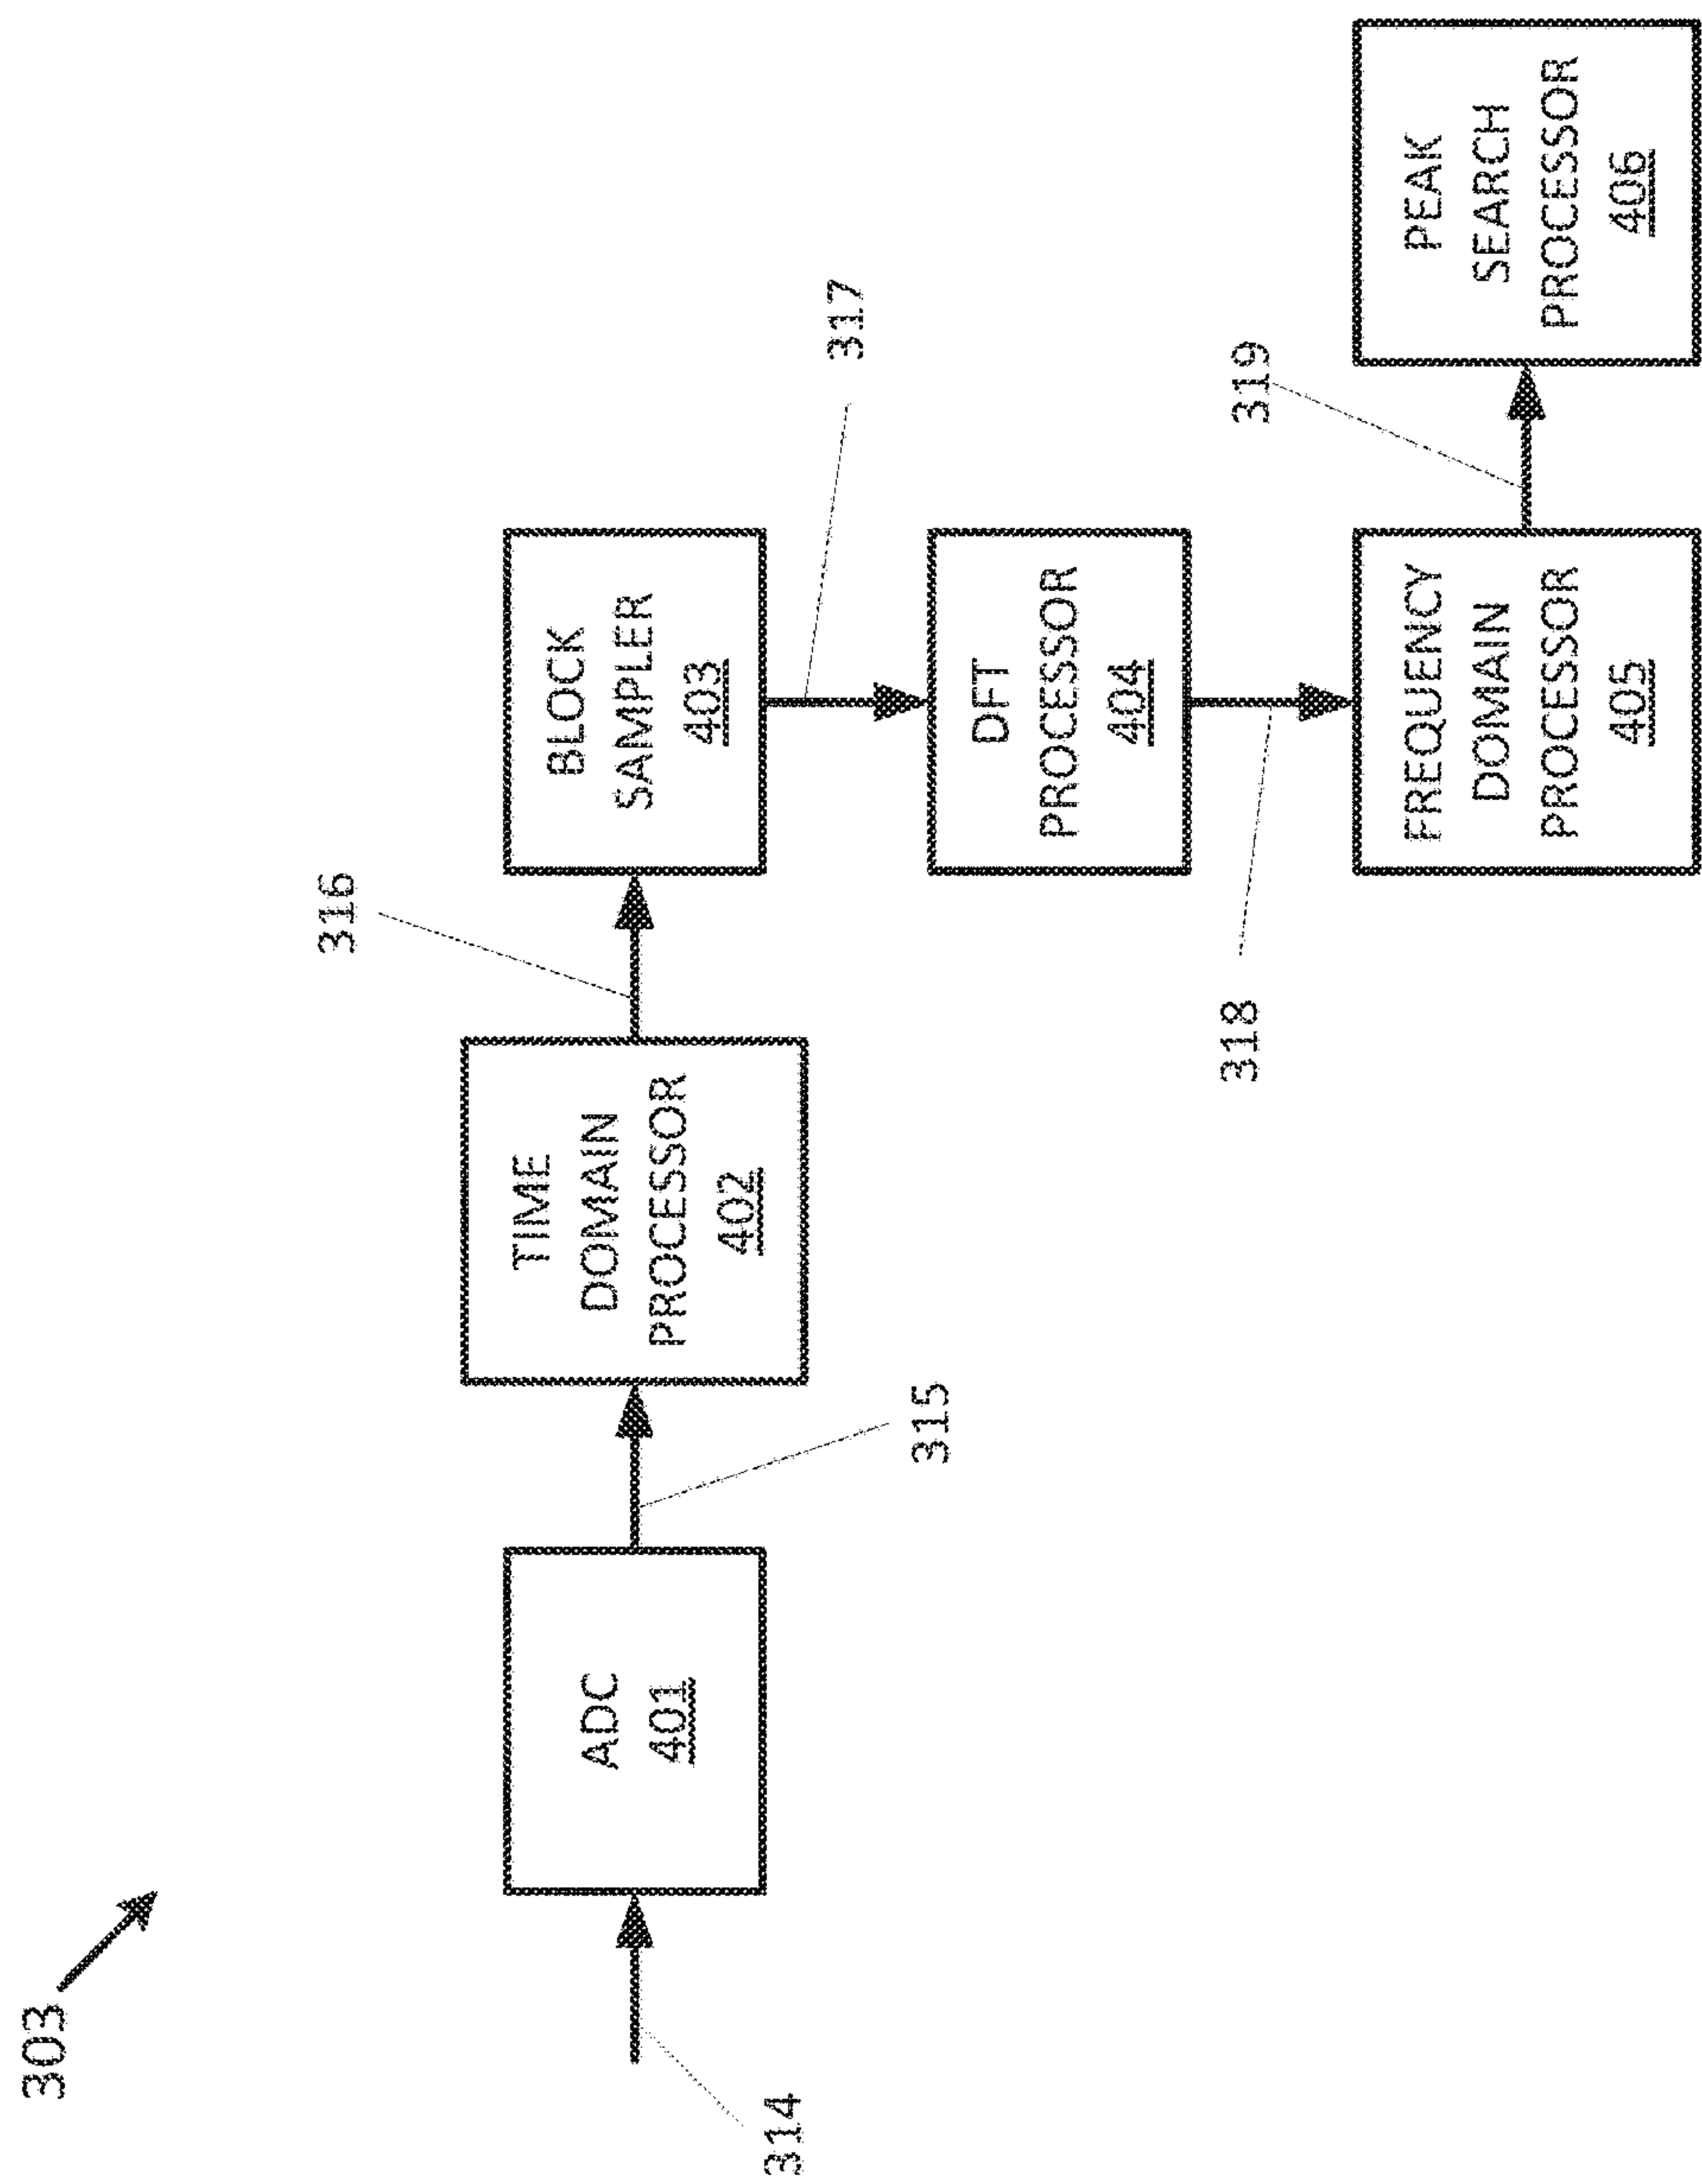 303
314
ADC
401
315
TIME
DOMAIN
PROCESSOR
402
316
BLOCK
SAMPLER
403
317
DFT
PROCESSOR
404
318
FREQUENCY
DOMAIN
PROCESSOR
405
319
PEAK
SEARCH
PROCESSOR
406